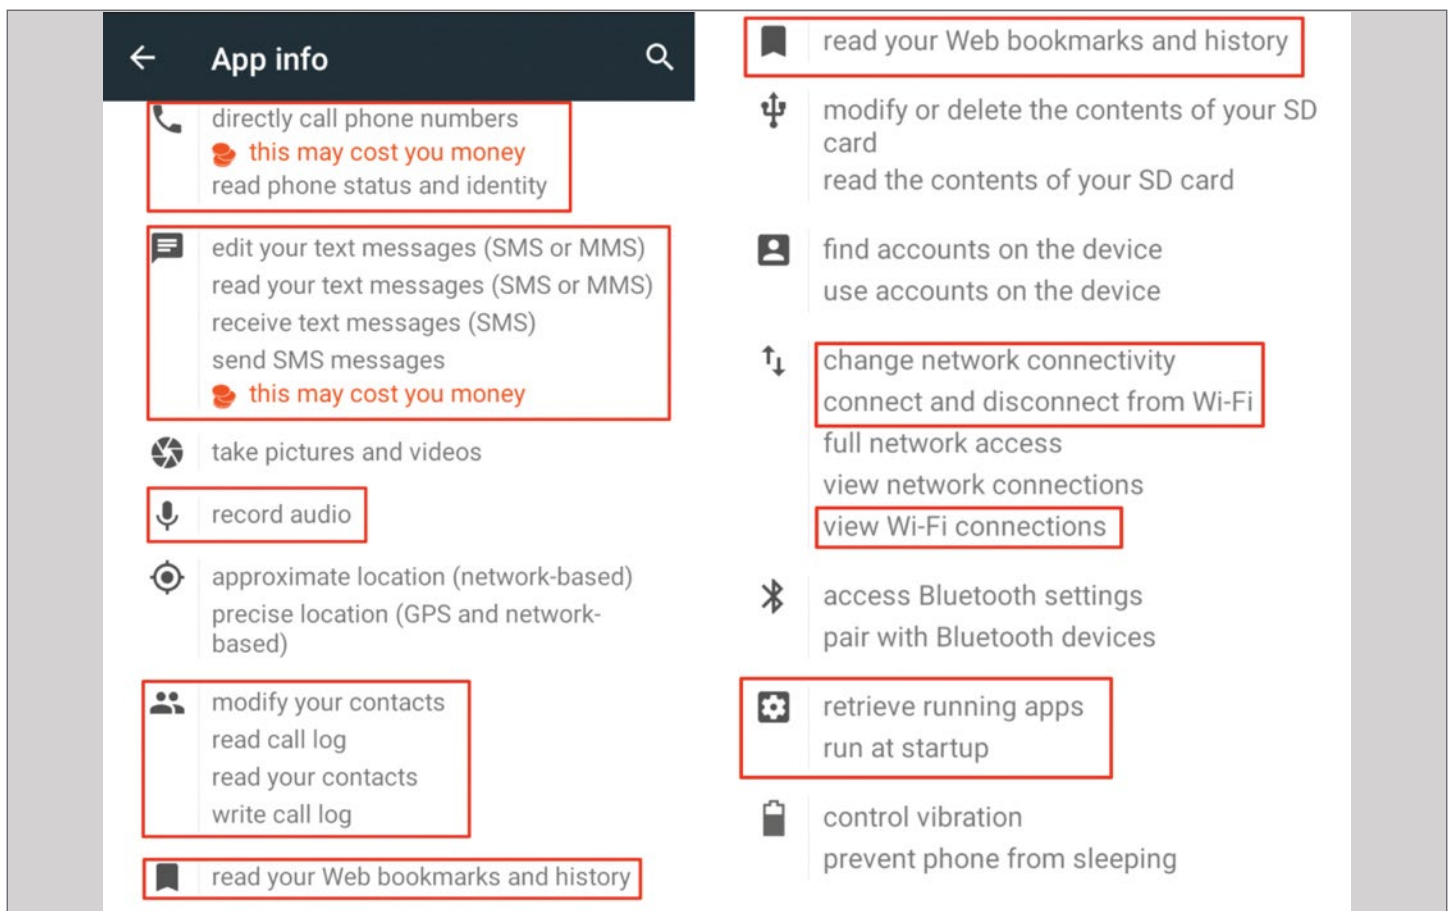 App info
directly call phone numbers
this may cost you money
read phone status and identity
edit your text messages (SMS or MMS)
read your text messages (SMS or MMS)
receive text messages (SMS)
send SMS messages
this may cost you money
take pictures and videos
record audio
approximate location (network-based)
precise location (GPS and network-
based)
modify your contacts
read call log
read your contacts
write call log
read your Web bookmarks and history
read your Web bookmarks and history
modify or delete the contents of your SD
card
read the contents of your SD card
find accounts on the device
use accounts on the device
change network connectivity
connect and disconnect from Wi-Fi
full network access
view network connections
view Wi-Fi connections
access Bluetooth settings
pair with Bluetooth devices
retrieve running apps
run at startup
control vibration
prevent phone from sleeping